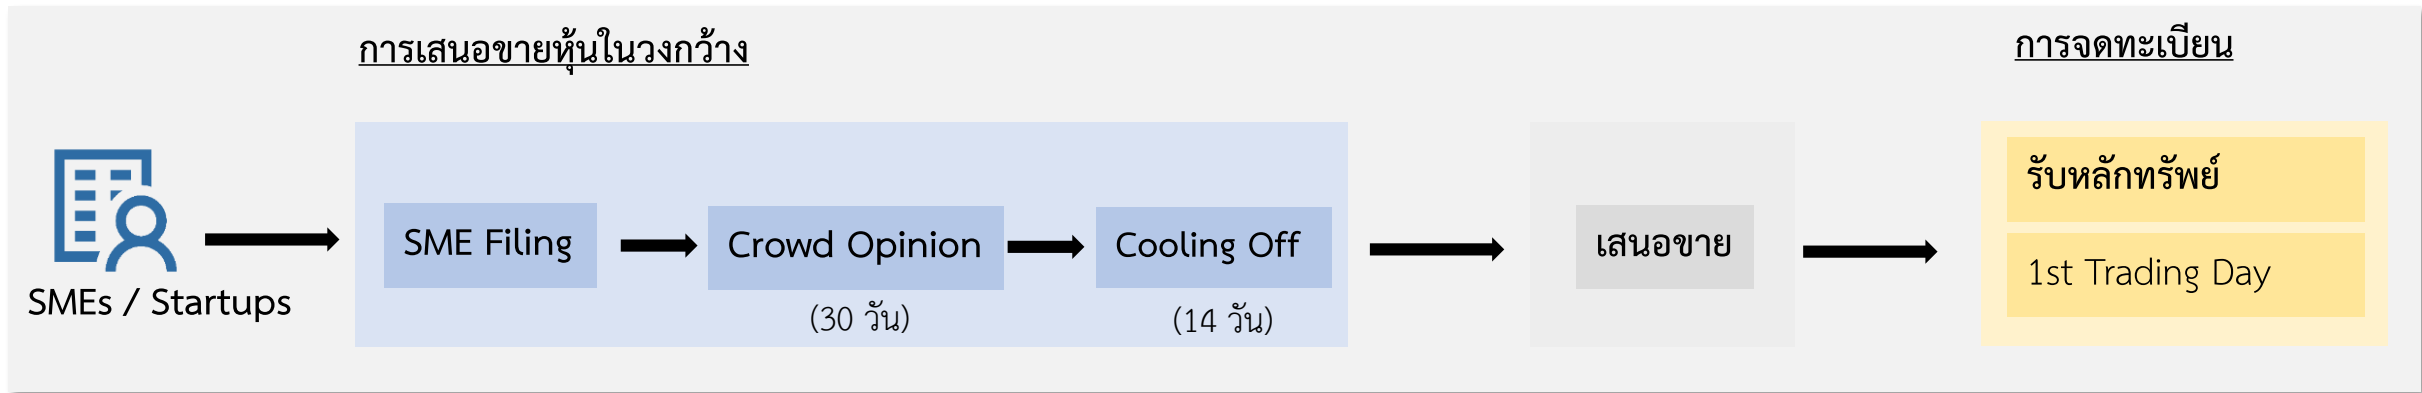 การเสนอขายหุ้นในวงกว้าง
การจดทะเบียน
SMEs / Startups
SME Filing
Crowd Opinion
(30 วัน)
Cooling Off
(14 วัน)
เสนอขาย
รับหลักทรัพย์
1st Trading Day